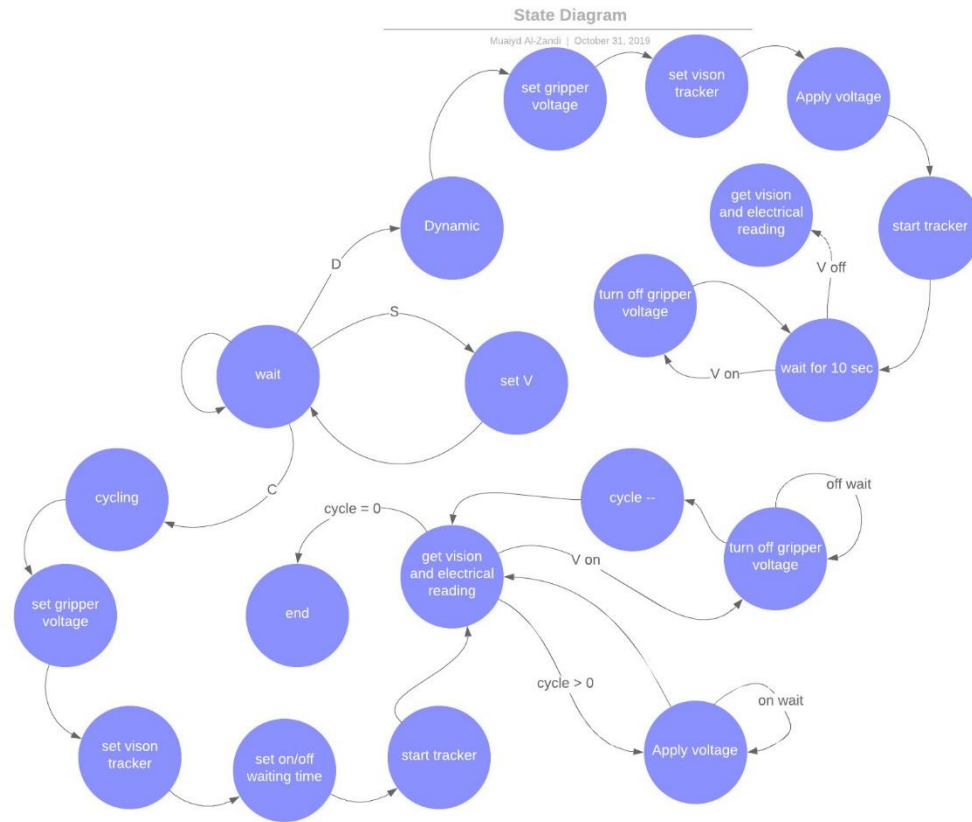 State Diagram
Muaiyd Al-Zandi | October 31, 2019
set gripper
voltage
set vison
tracker
Apply voltage
Dynamic
get vision
and electrical
reading
start tracker
D
V off
turn off gripper
voltage
S
wait
set V
V on
wait for 10 sec
C
cycling
cycle = 0
cycle --
off wait
get vision
and electrical
reading
V on
turn off gripper
voltage
set gripper
voltage
end
cycle > 0
on wait
set vison
tracker
set on/off
waiting time
start tracker
Apply voltage